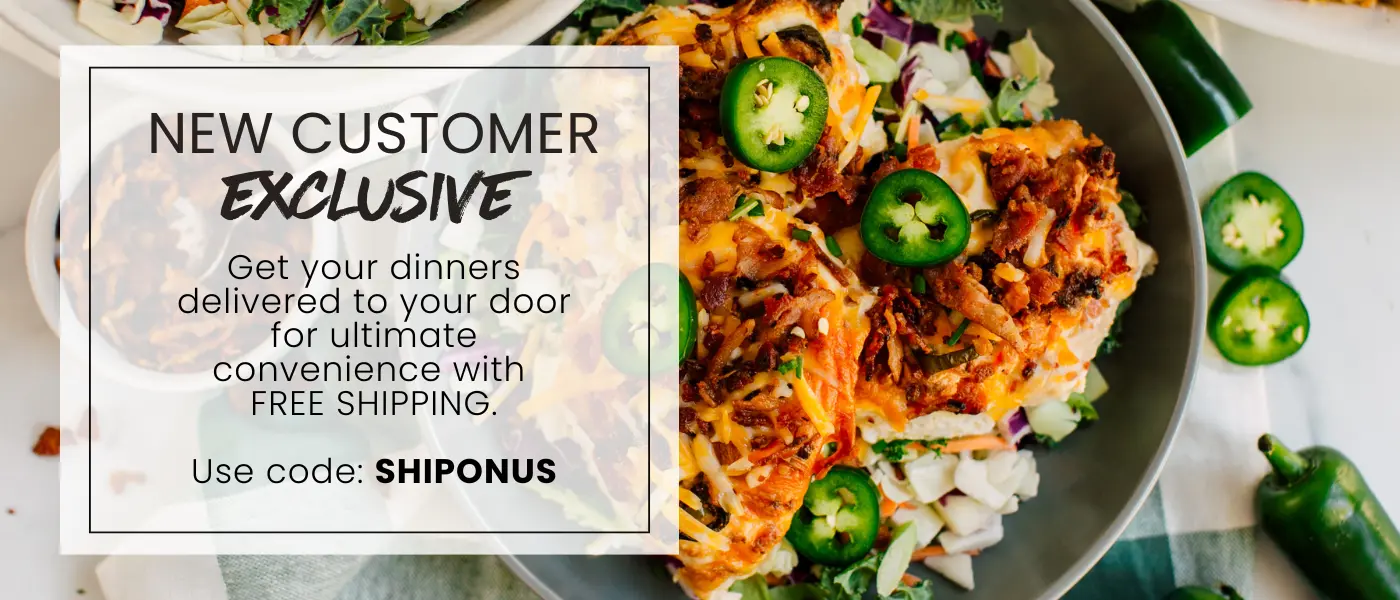 NEW CUSTOMER
EXCLUSIVE
Get your dinners
delivered to your door
for ultimate
convenience with
FREE SHIPPING.
Use code: SHIPONUS